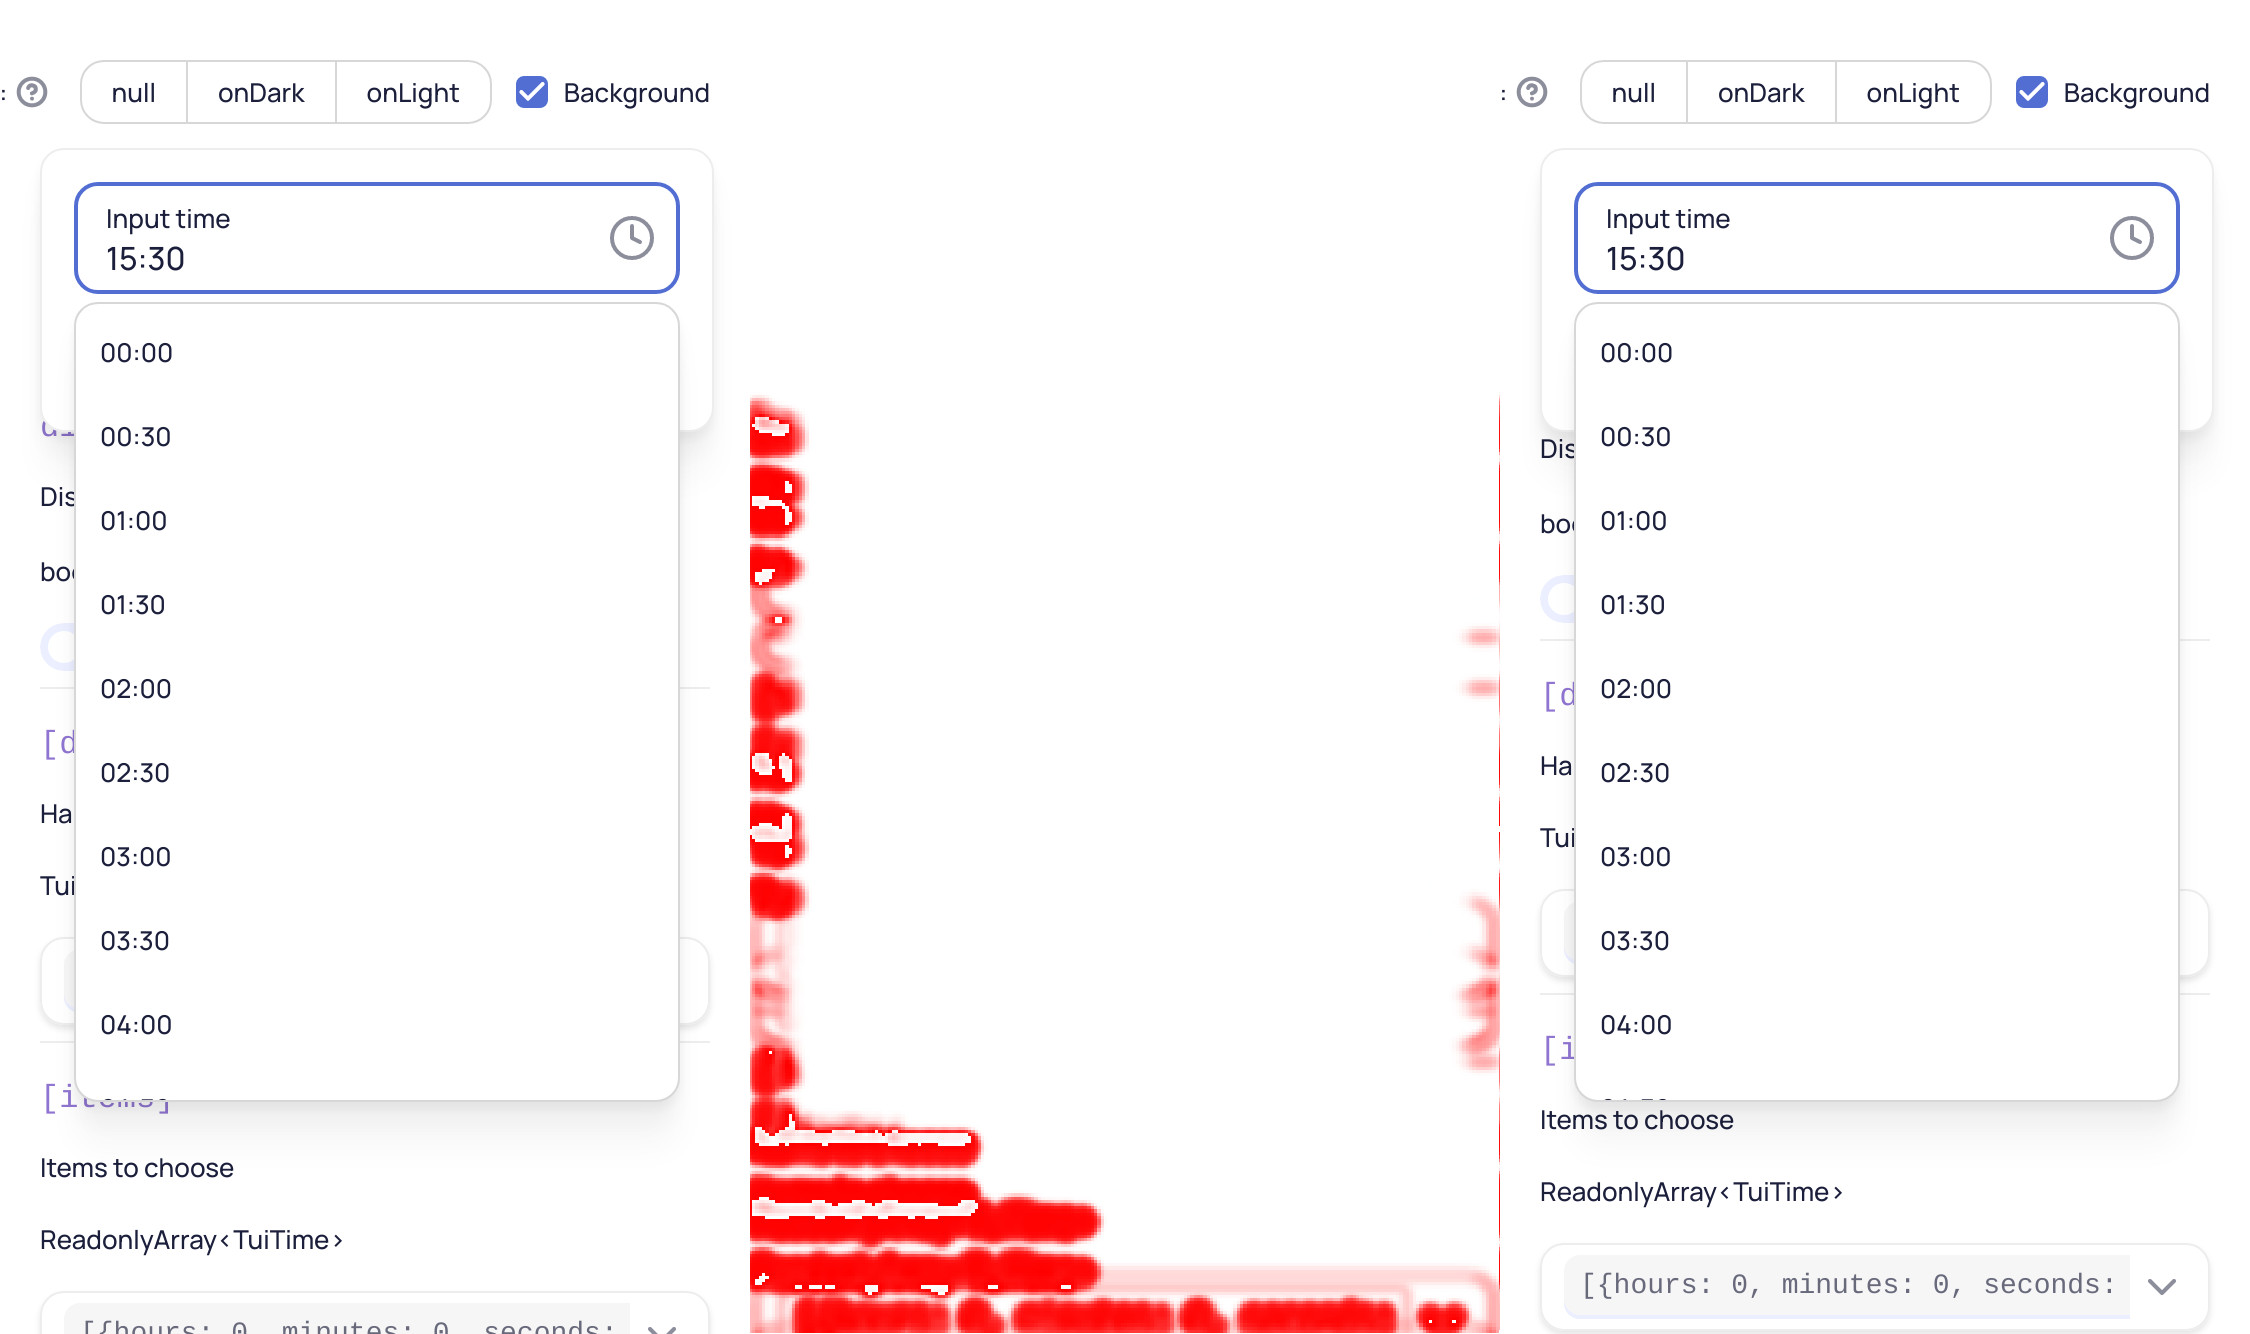 : null onDark onLight Background
Input time
15:30
00:00
00:30
Dis
01:00
boo
01:30
02:00
[d
02:30
Ha
03:00
Tui
03:30
04:00
[items]
Items to choose
ReadonlyArray<TuiTime>
[{hours: 0, minutes: 0, seconds:
: null onDark onLight Background
Input time
15:30
00:00
Dis
00:30
01:00
boo
01:30
02:00
[d
02:30
Ha
03:00
Tui
03:30
04:00
[i
Items to choose
ReadonlyArray<TuiTime>
[{hours: 0, minutes: 0, seconds: